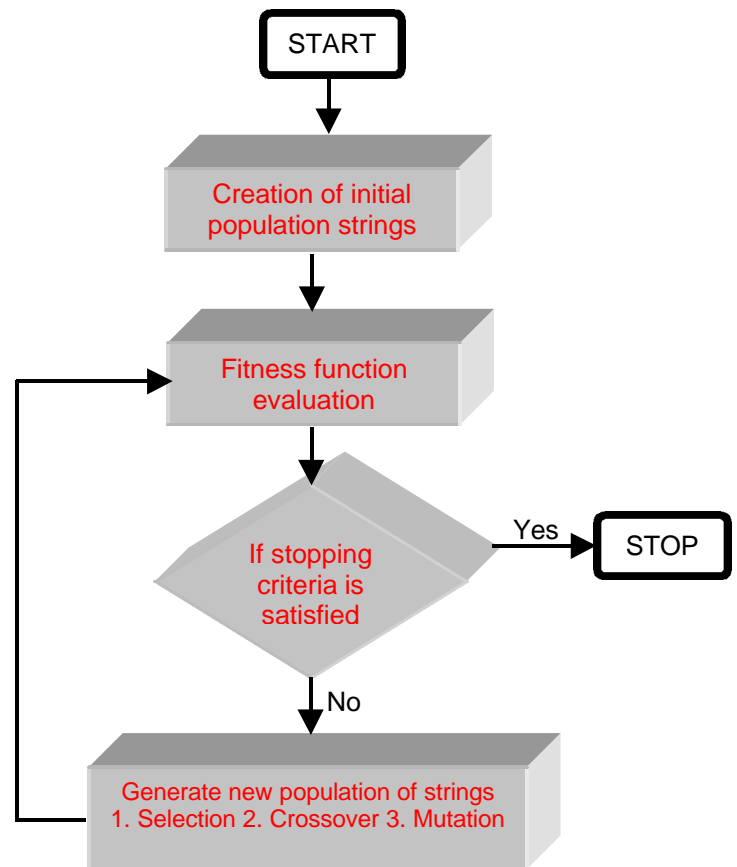 START
Creation of initial
population strings
Fitness function
evaluation
If stopping
criteria is
satisfied
Yes
STOP
No
Generate new population of strings
1. Selection 2. Crossover 3. Mutation